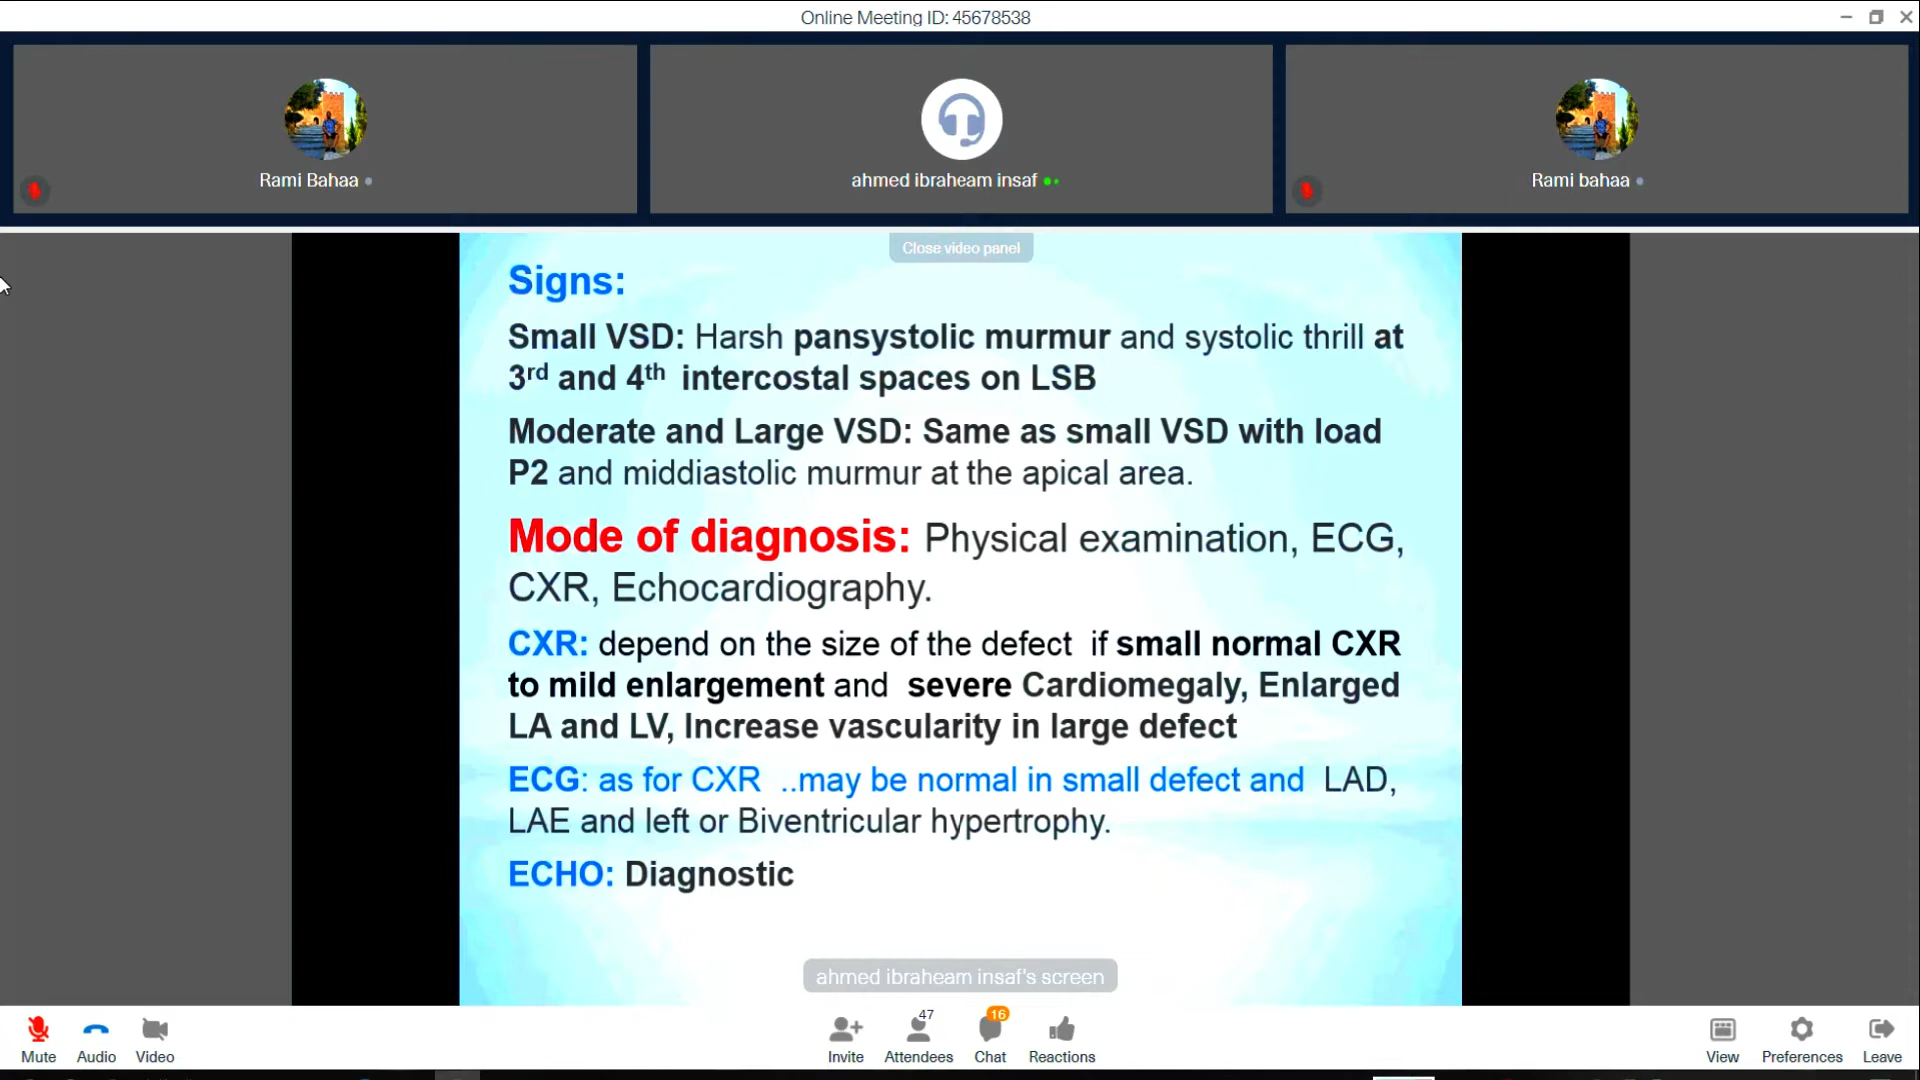 Online Meeting ID: 45678538
Rami Bahaa
ahmed ibraheam insaf
Rami bahaa
Close video panel
Signs:
Small VSD: Harsh pansystolic murmur and systolic thrill at
3rd and 4th intercostal spaces on LSB
Moderate and Large VSD: Same as small VSD with load
P2 and middiastolic murmur at the apical area.
Mode of diagnosis: Physical examination, ECG,
CXR, Echocardiography.
CXR: depend on the size of the defect if small normal CXR
to mild enlargement and severe Cardiomegaly, Enlarged
LA and LV, Increase vascularity in large defect
ECG: as for CXR ..may be normal in small defect and LAD,
LAE and left or Biventricular hypertrophy.
ECHO: Diagnostic
ahmed ibraheam insaf's screen
47
16
Mute
Audio
Video
Invite
Attendees
Chat
Reactions
View
Preferences
Leave